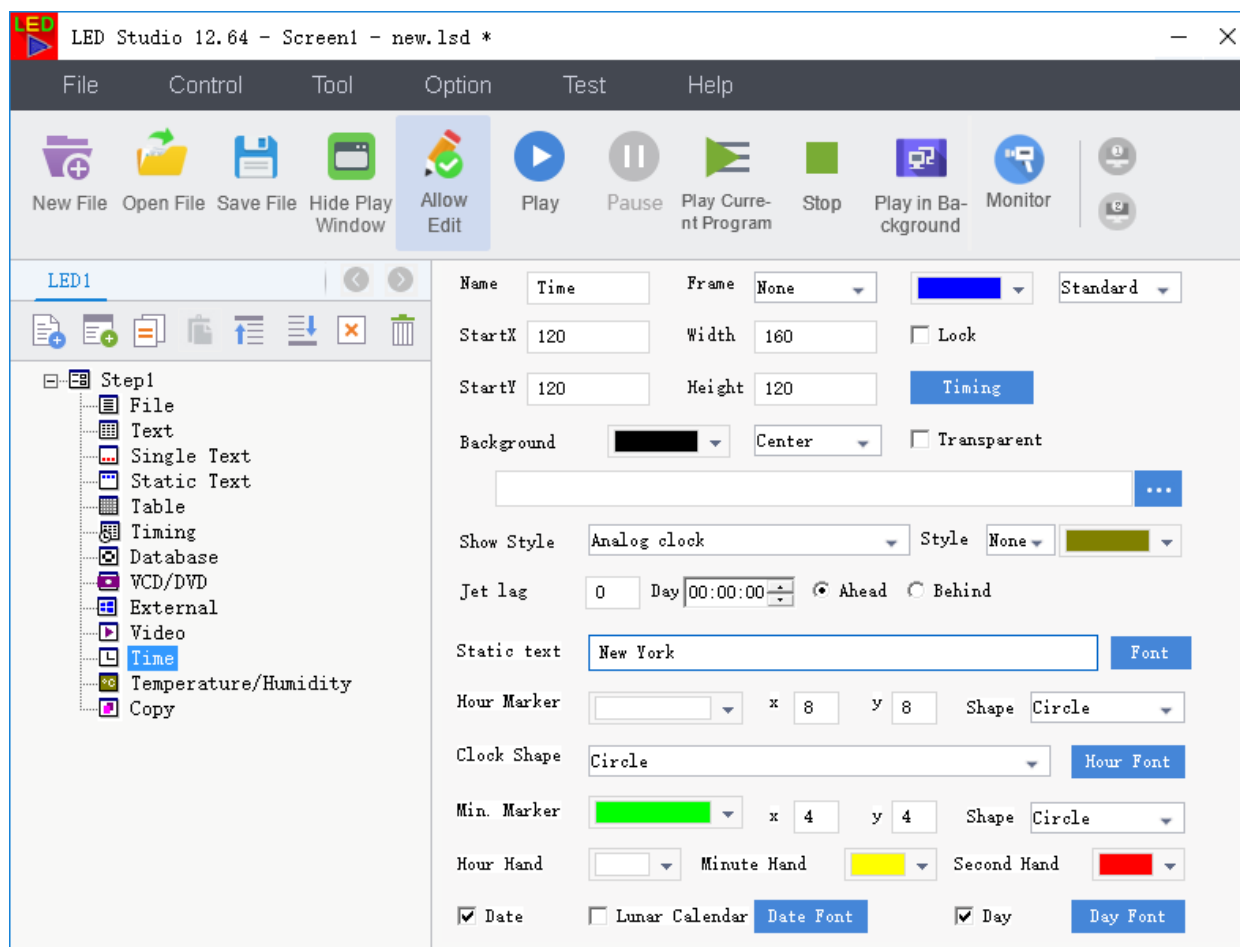 LED
LED Studio 12.64 - Screen1 - new.lsd *
File Control Tool Option Test Help
New File Open File Save File Hide Play Window Allow Edit Play Pause Play Curre-nt Program Stop Play in Ba-ckground Monitor
1
2
LED1
Step1
File
Text
Single Text
Static Text
Table
Timing
Database
VCD/DVD
External
Video
Time
°C Temperature/Humidity
Copy
Name Time Frame None Standard
StartX 120 Width 160 Lock
StartY 120 Height 120 Timing
Background Center Transparent
...
Show Style Analog clock Style None
Jet lag 0 Day 00:00:00 Ahead Behind
Static text New York Font
Hour Marker x 8 y 8 Shape Circle
Clock Shape Circle Hour Font
Min. Marker x 4 y 4 Shape Circle
Hour Hand Minute Hand Second Hand
Date Lunar Calendar Date Font Day Day Font